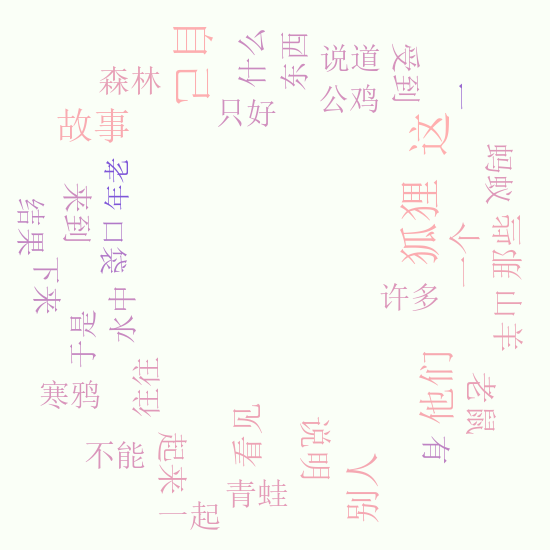 自己
什么
东西
说道
受到
一
森林
只好
公鸡
故事
这
蚂蚁
年老
来到
狐狸
结果
袋口
一个
那些
下来
水中
许多
羊
于是
寒鸦
往往
他们
老鼠
看见
说明
有
不能
起来
青蛙
别人
一起